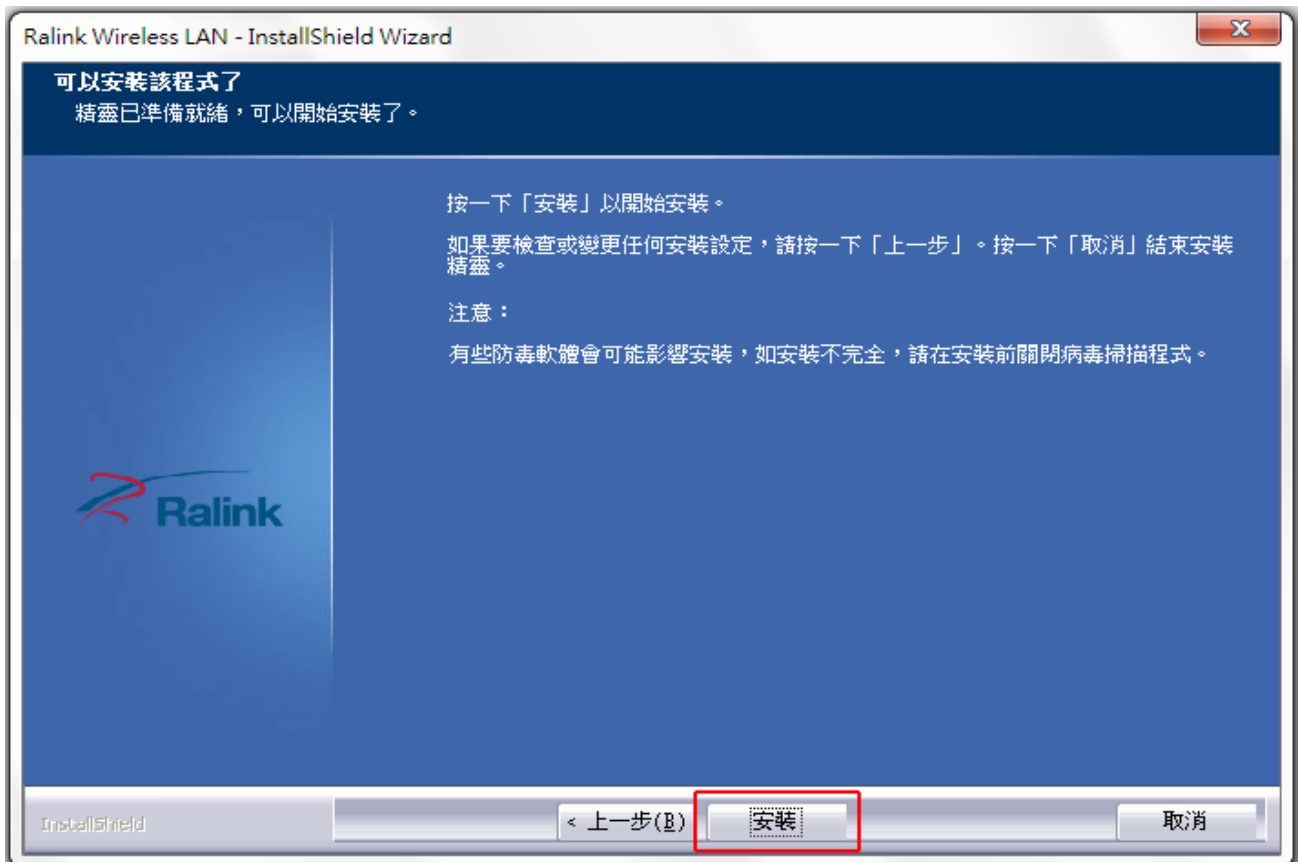 Ralink Wireless LAN - InstallShield Wizard
可以安裝該程式了
精靈已準備就緒，可以開始安裝了。
按一下「安裝」以開始安裝。
如果要檢查或變更任何安裝設定，請按一下「上一步」。按一下「取消」結束安裝
精靈。
注意：
有些防毒軟體會可能影響安裝，如安裝不完全，請在安裝前關閉病毒掃描程式。
Ralink
InstallShield
< 上一步(B)
安裝
取消